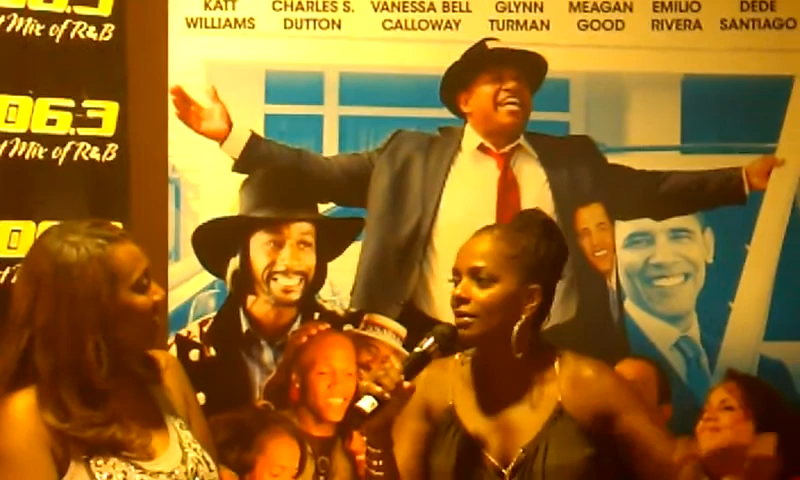 KATT WILLIAMS
CHARLES S. DUTTON
VANESSA BELL CALLOWAY
GLYNN TURMAN
MEAGAN GOOD
EMILIO RIVERA
DEDE SANTIAGO
Mix of R&B
06.3
Mix of R&B